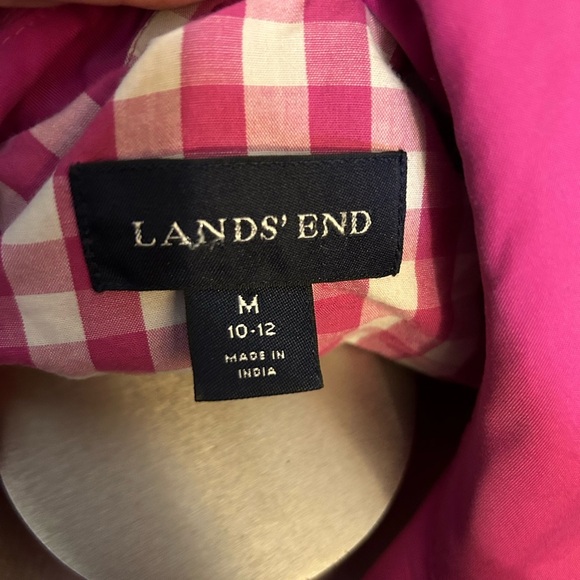 LANDS' END
M
10-12
MADE IN
INDIA